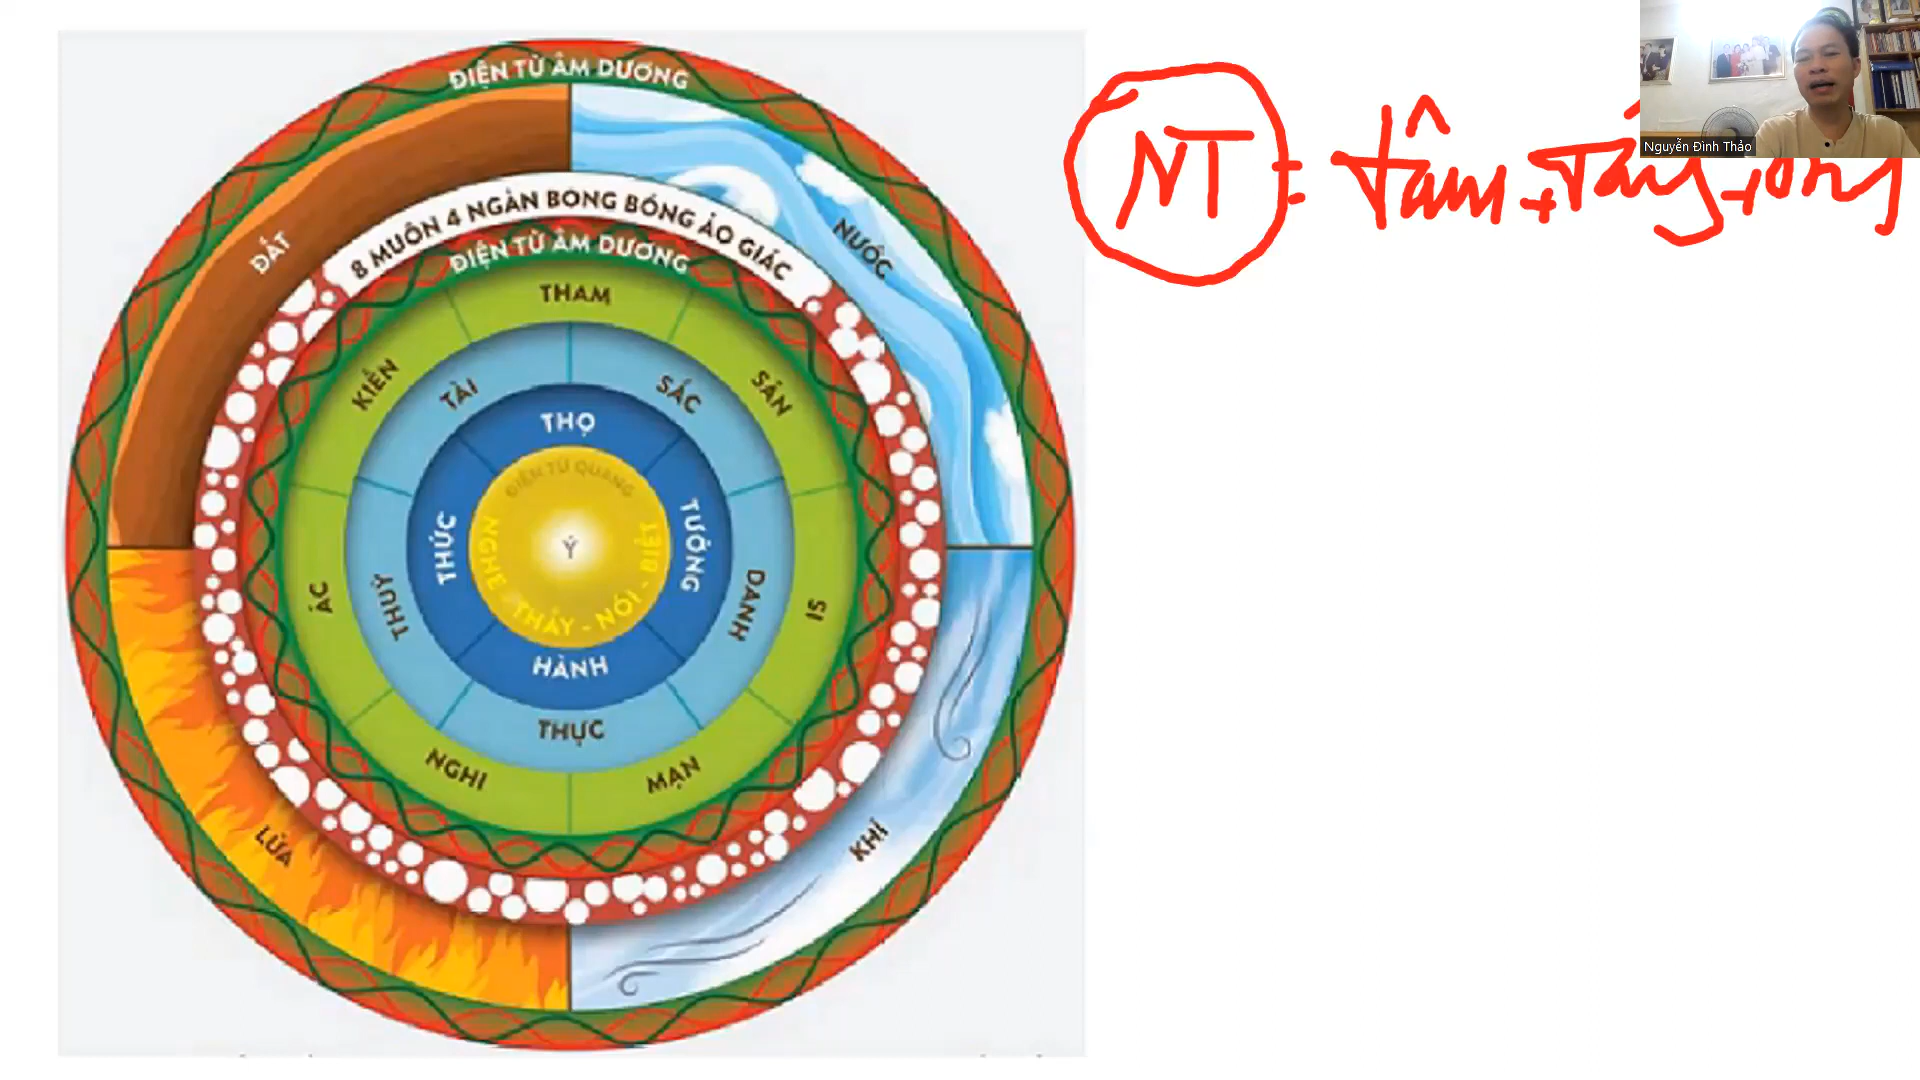 ĐIỆN TỪ ÂM DƯƠNG
ĐẤT
NƯỚC
8 MUÔN 4 NGÀN BONG BÓNG ẢO GIÁC
ĐIỆN TỪ ÂM DƯƠNG
THAM
KIẾN
SÂN
TÀI
SẮC
THỌ
ĐIỆN TỪ QUANG
THỨC
TƯỞNG
Ý
NGHE - THẤY - NÓI - BIẾT
ÁC
THUỲ
DANH
SI
HÀNH
THỰC
NGHI
MẠN
LỬA
KHÍ
NT = tâm +
Nguyễn Đình Thảo